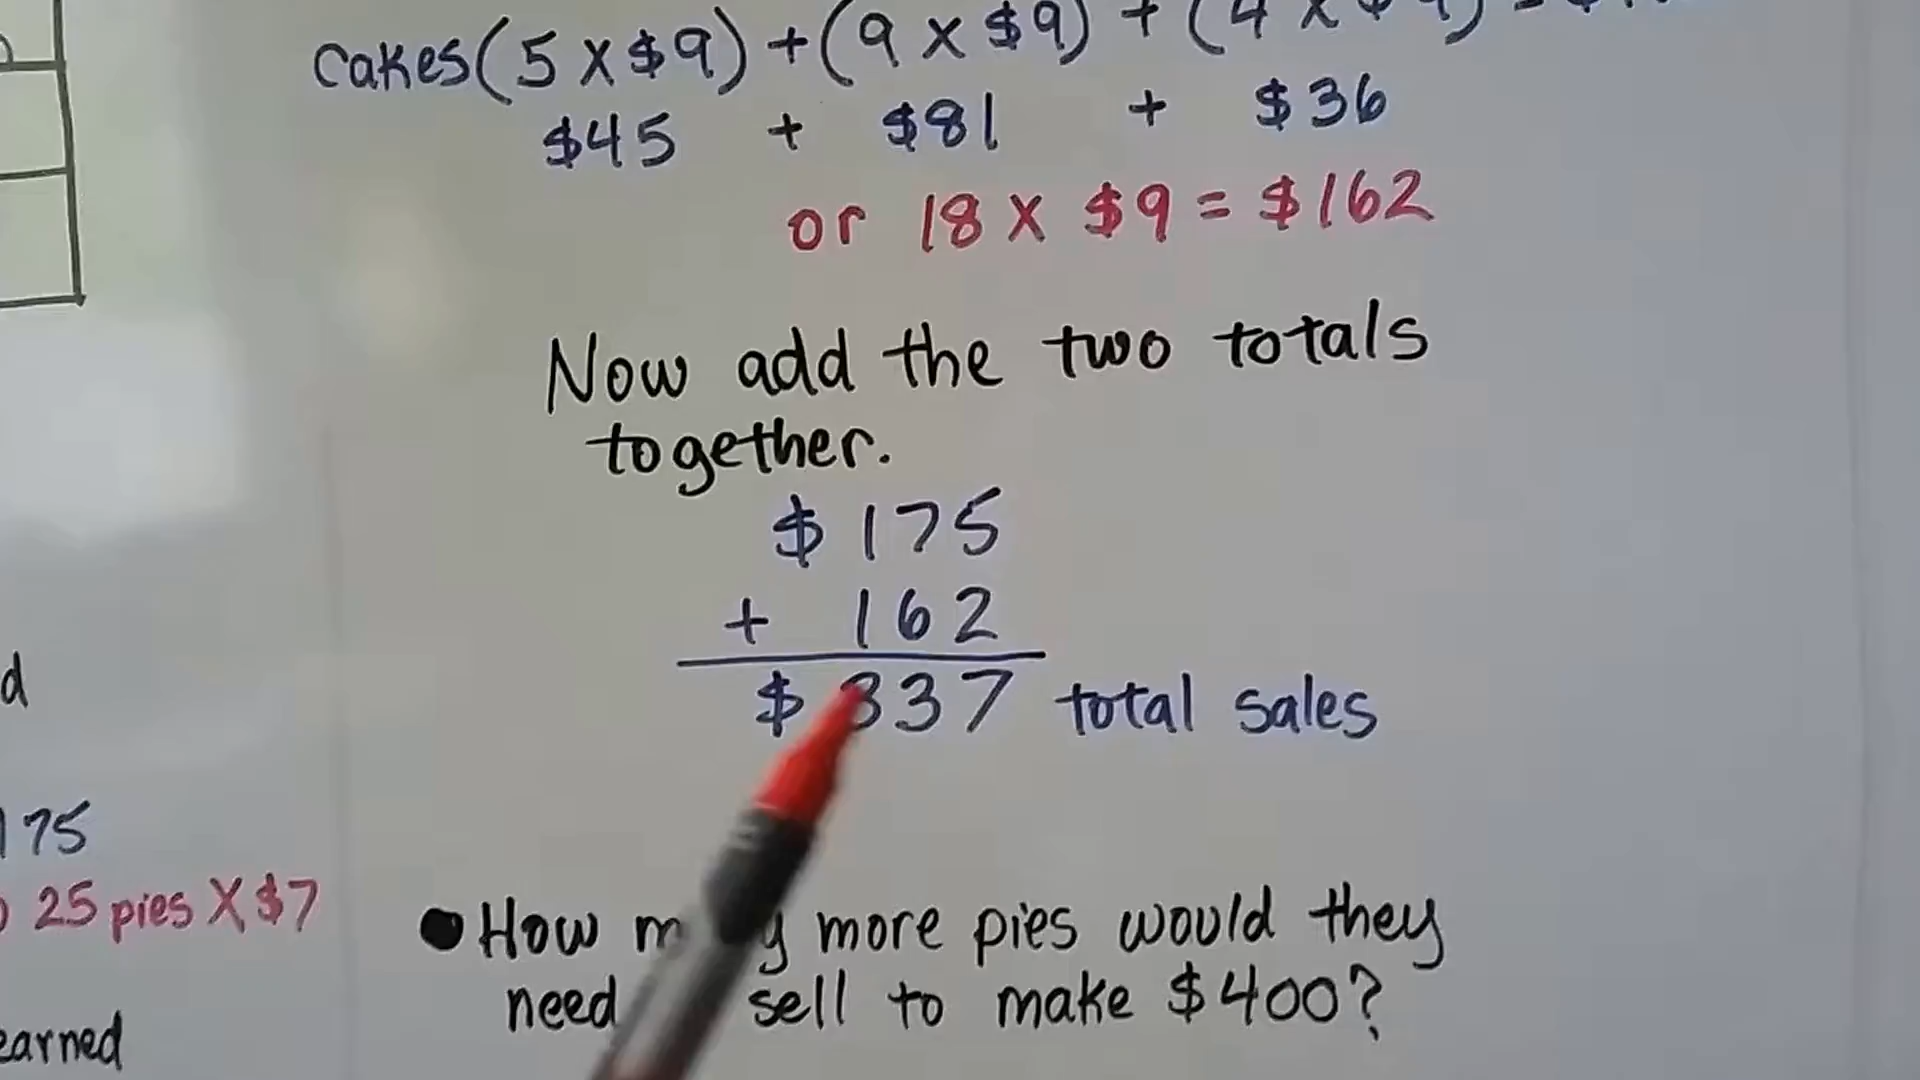 cakes (5 x $9) + (9 x $9) + (4 x $9) =
$45 + $81 + $36
or 18 x $9 = $162
Now add the two totals
together.
$175
+ 162
$337 total sales
d
175
25 pies X $7
earned
How more pies would they
need sell to make $400?